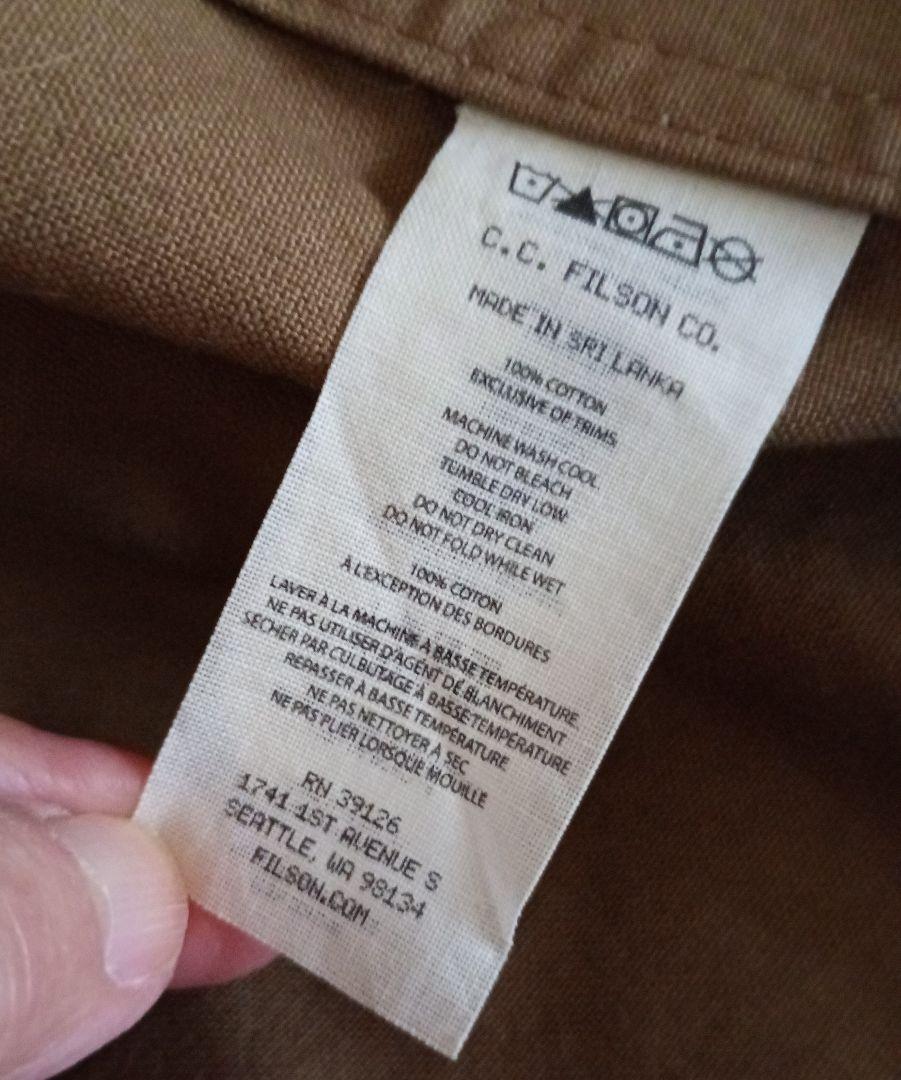 C.C. FILSON CO.
MADE IN SRI LANKA
100% COTTON
EXCLUSIVE OF TRIMS
MACHINE WASH COOL
DO NOT BLEACH
TUMBLE DRY LOW
COOL IRON
DO NOT DRY CLEAN
DO NOT FOLD WHILE WET
100% COTON
À L'EXCEPTION DES BORDURES
LAVER À LA MACHINE À BASSE TEMPÉRATURE
NE PAS UTILISER D'AGENT DE BLANCHIMENT
SECHER PAR CULBUTAGE À BASSE TEMPÉRATURE
REPASSER À BASSE TEMPÉRATURE
NE PAS NETTOYER À SEC
NE PAS PLIER LORSQUE MOUILLE
RN 39126
1741 1ST AVENUE S
SEATTLE, WA 98134
FILSON.COM